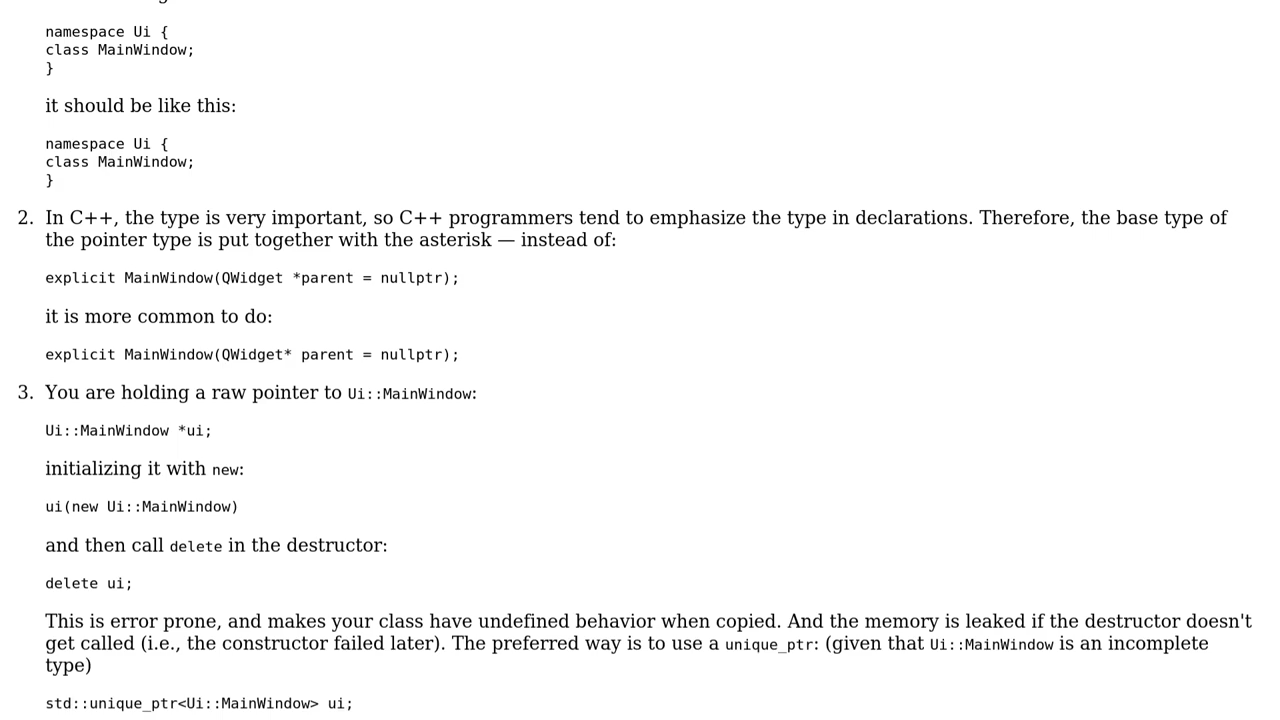 namespace Ui {
class MainWindow;
}
it should be like this:
namespace Ui {
class MainWindow;
}
2. In C++, the type is very important, so C++ programmers tend to emphasize the type in declarations. Therefore, the base type of
the pointer type is put together with the asterisk — instead of:
explicit MainWindow(QWidget *parent = nullptr);
it is more common to do:
explicit MainWindow(QWidget* parent = nullptr);
3. You are holding a raw pointer to Ui::MainWindow:
Ui::MainWindow *ui;
initializing it with new:
ui(new Ui::MainWindow)
and then call delete in the destructor:
delete ui;
This is error prone, and makes your class have undefined behavior when copied. And the memory is leaked if the destructor doesn't
get called (i.e., the constructor failed later). The preferred way is to use a unique_ptr: (given that Ui::MainWindow is an incomplete
type)
std::unique_ptr<Ui::MainWindow> ui;